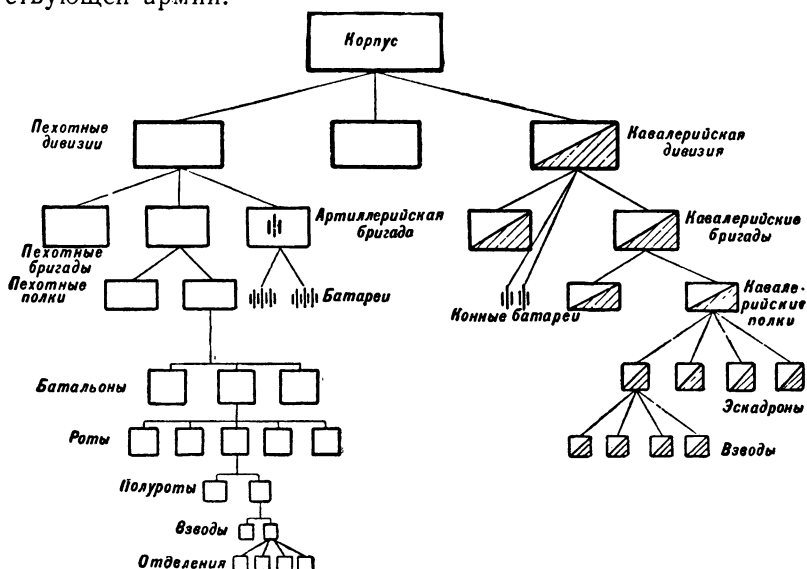 ствующей армии.
Корпус
Пехотные
дивизии
Кавалерийская
дивизия
Артиллерийская
бригада
Кавалерийские
бригады
Пехотные
бригады
Пехотные
полки
Батареи
Конные батареи
Кавале-
рийские
полки
Батальоны
Эскадроны
Роты
Взводы
Полуроты
Взводы
Отделения